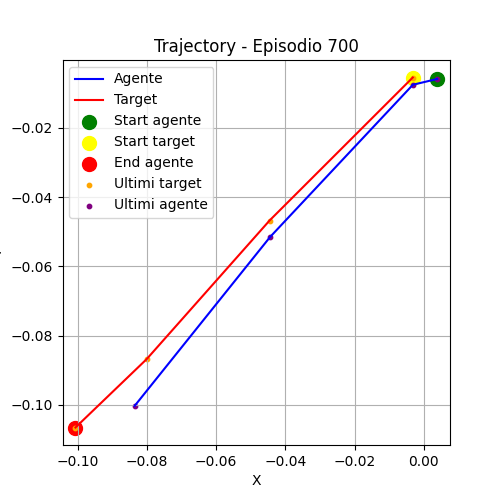 Trajectory - Episodio 700
Agente
Target
Start agente
Start target
End agente
Ultimi target
Ultimi agente
−0.02
−0.04
−0.06
−0.08
−0.10
−0.10
−0.08
−0.06
−0.04
−0.02
0.00
X